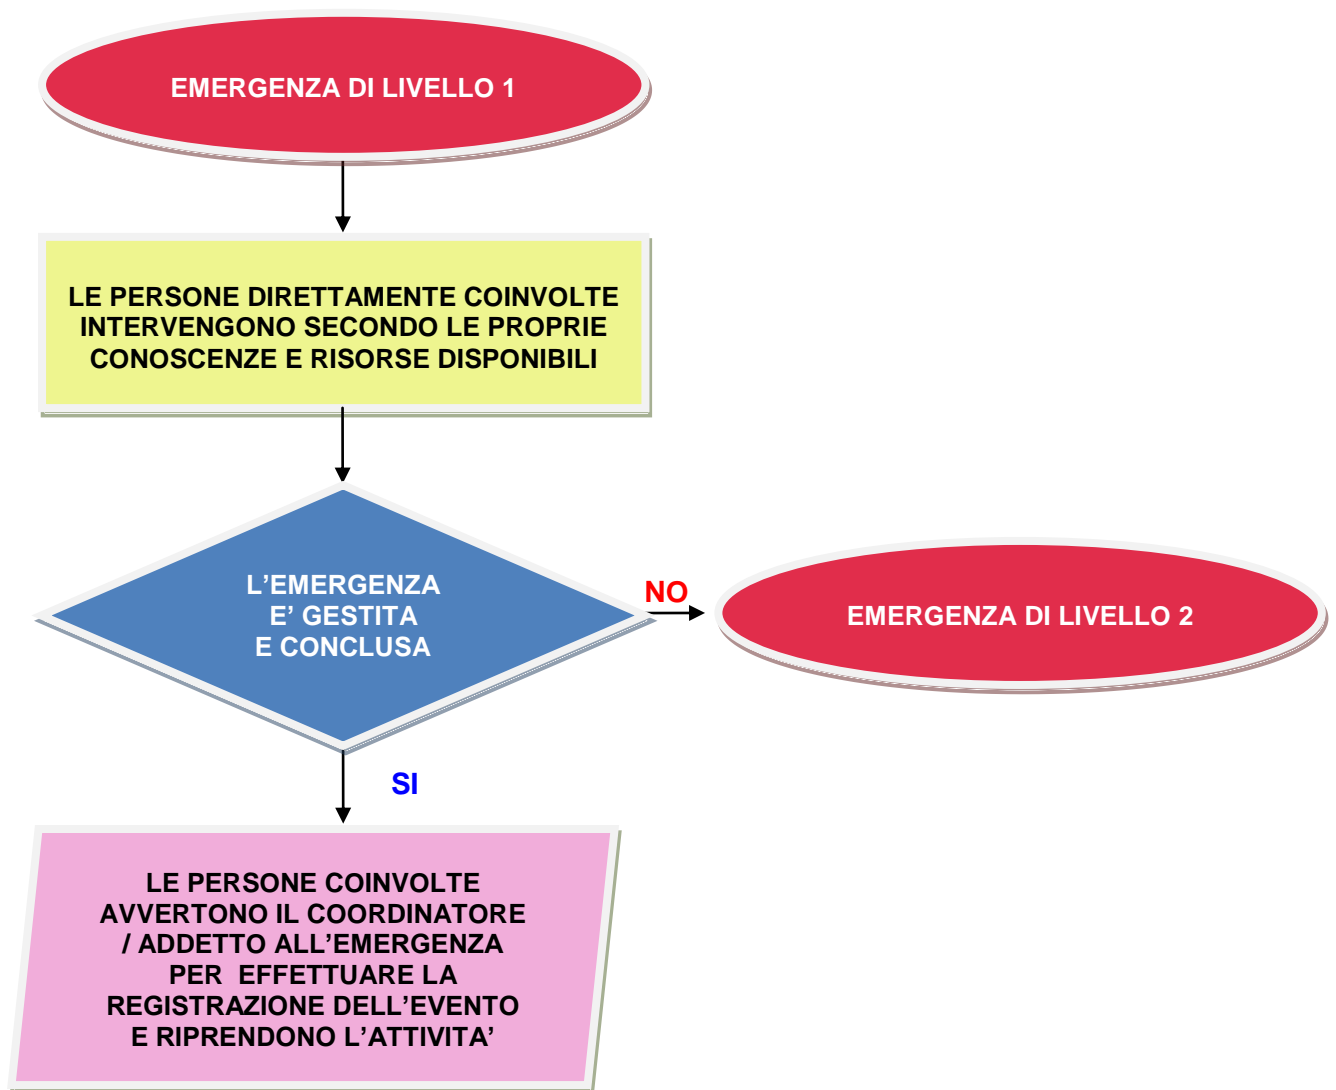 EMERGENZA DI LIVELLO 1
LE PERSONE DIRETTAMENTE COINVOLTE
INTERVENGONO SECONDO LE PROPRIE
CONOSCENZE E RISORSE DISPONIBILI
L’EMERGENZA
E’ GESTITA
E CONCLUSA
NO
EMERGENZA DI LIVELLO 2
SI
LE PERSONE COINVOLTE
AVVERTONO IL COORDINATORE
/ ADDETTO ALL’EMERGENZA
PER EFFETTUARE LA
REGISTRAZIONE DELL’EVENTO
E RIPRENDONO L’ATTIVITA’